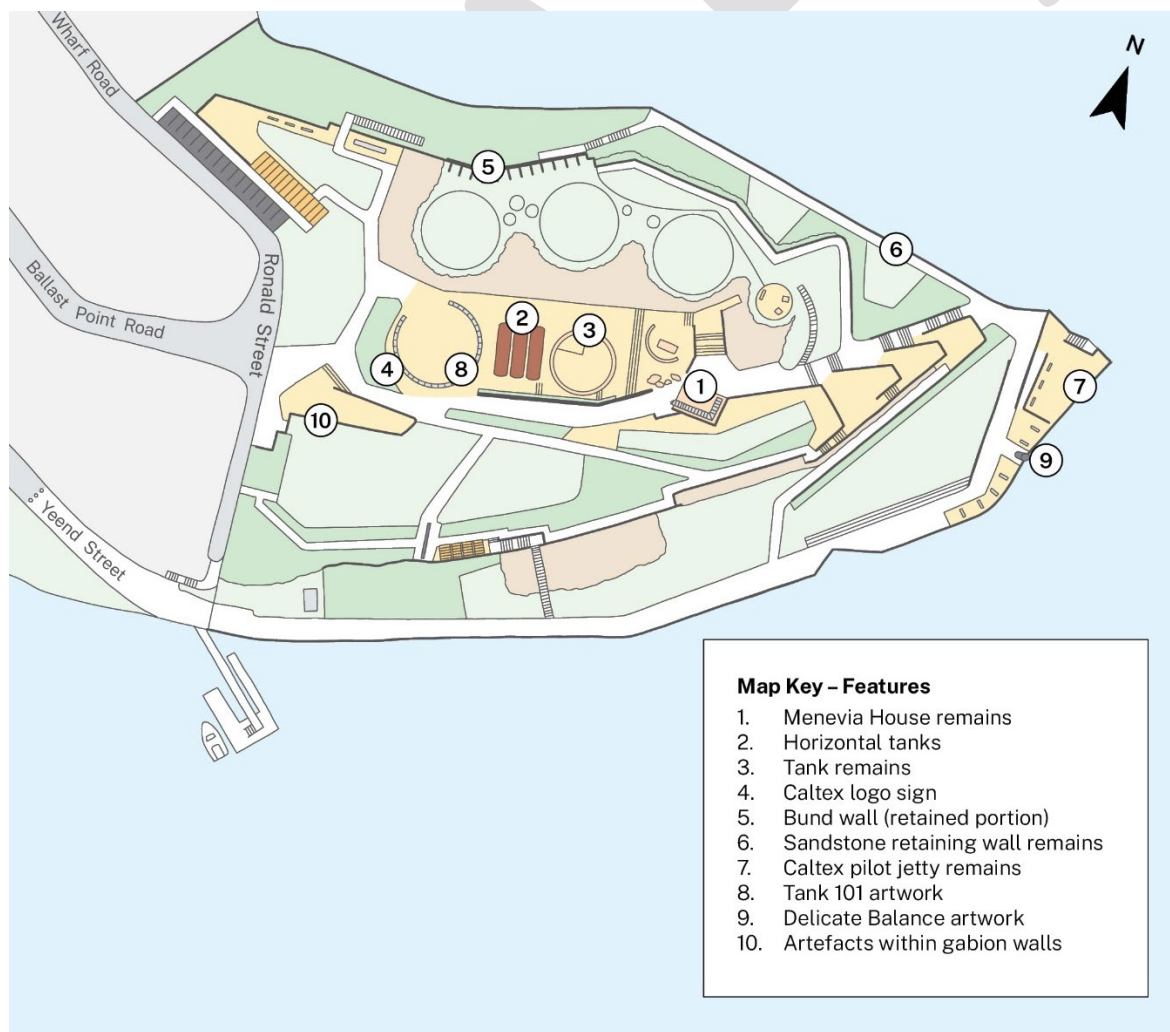 N
Wharf Road
5
6
Ballast
Point Road
Ronald Street
2
3
4
8
1
7
10
9
Yeend Street
Map Key – Features
1. Menevia House remains
2. Horizontal tanks
3. Tank remains
4. Caltex logo sign
5. Bund wall (retained portion)
6. Sandstone retaining wall remains
7. Caltex pilot jetty remains
8. Tank 101 artwork
9. Delicate Balance artwork
10. Artefacts within gabion walls